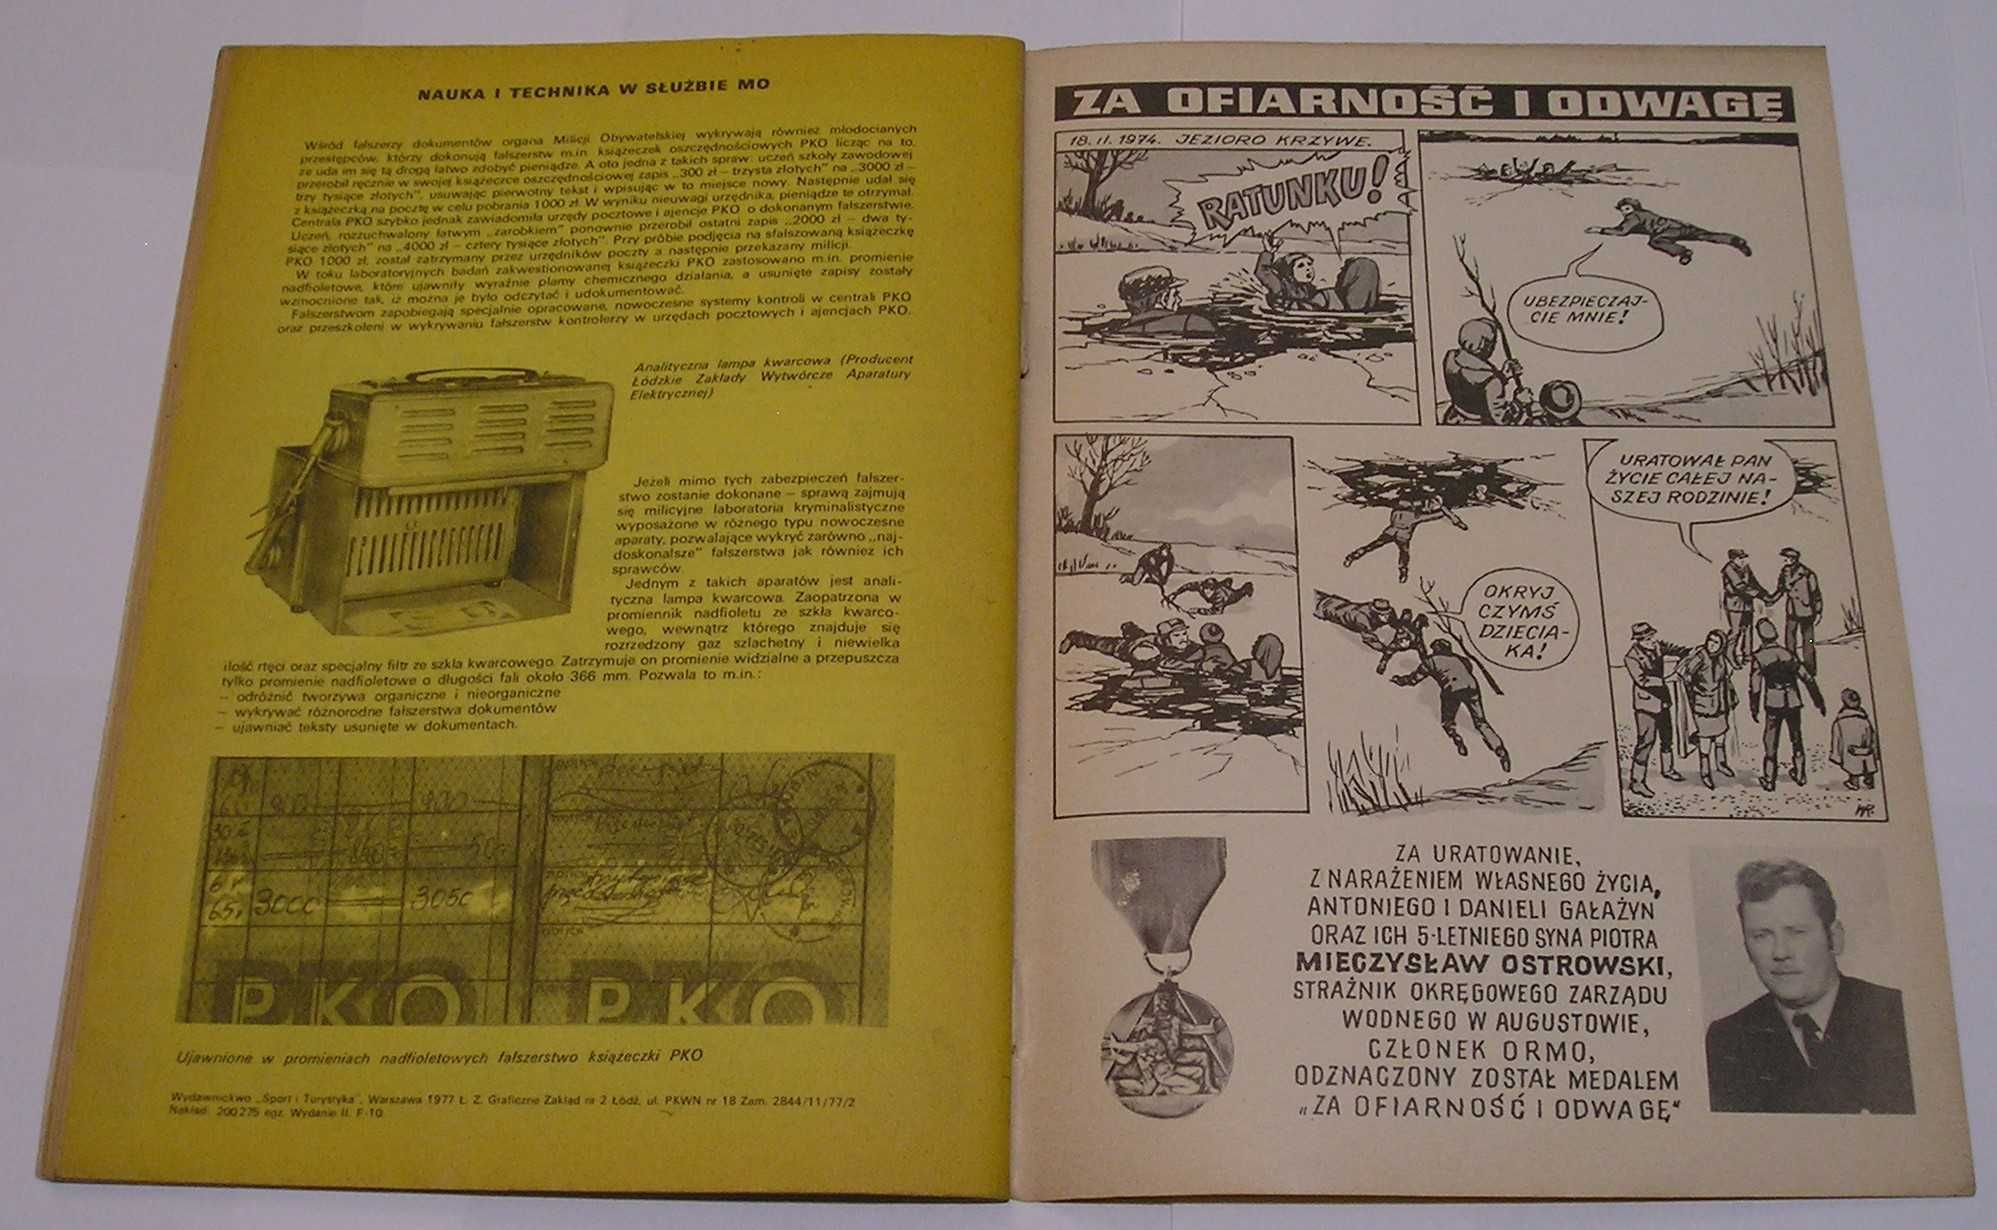 NAUKA I TECHNIKA W SŁUŻBIE MO
Wśród fałszerzy dokumentów organa Milicji Obywatelskiej wykrywają również młodocianych
przestępców, którzy dokonują fałszerstw m.in. książeczek oszczędnościowych PKO licząc na to,
że uda im się tą drogą łatwo zdobyć pieniądze. A oto jedna z takich spraw: uczeń szkoły zawodowej
przerobił ręcznie w swojej książeczce oszczędnościowej zapis „300 zł – trzysta złotych" na „3000 zł –
trzy tysiące złotych", usuwając pierwotny tekst i wpisując w to miejsce nowy. Następnie udał się
z książeczką na pocztę w celu pobrania 1000 zł. W wyniku nieuwagi urzędnika, pieniądze te otrzymał.
Centrala PKO szybko jednak zawiadomiła urzędy pocztowe i ajencje PKO o dokonanym fałszerstwie.
Uczeń, rozzuchwalony łatwym „zarobkiem" ponownie przerobił ostatni zapis „2000 zł – dwa ty-
siące złotych" na „4000 zł – cztery tysiące złotych". Przy próbie podjęcia na sfałszowaną książeczkę
PKO 1000 zł, został zatrzymany przez urzędników poczty a następnie przekazany milicji.
W toku laboratoryjnych badań zakwestionowanej książeczki PKO zastosowano m.in. promienie
nadfioletowe, które ujawniły wyraźnie plamy chemicznego działania, a usunięte zapisy zostały
wzmocnione tak, iż można je było odczytać i udokumentować.
Fałszerstwom zapobiegają specjalnie opracowane, nowoczesne systemy kontroli w centrali PKO
oraz przeszkoleni w wykrywaniu fałszerstw kontrolerzy w urzędach pocztowych i ajencjach PKO.
Analityczna lampa kwarcowa (Producent
Łódzkie Zakłady Wytwórcze Aparatury
Elektrycznej)
Jeżeli mimo tych zabezpieczeń fałszer-
stwo zostanie dokonane – sprawą zajmują
się milicyjne laboratoria kryminalistyczne
wyposażone w różnego typu nowoczesne
aparaty, pozwalające wykryć zarówno „naj-
doskonalsze" fałszerstwa jak również ich
sprawców.
Jednym z takich aparatów jest anali-
tyczna lampa kwarcowa. Zaopatrzona w
promiennik nadfioletu ze szkła kwarco-
wego, wewnątrz którego znajduje się
rozrzedzony gaz szlachetny i niewielka
ilość rtęci oraz specjalny filtr ze szkła kwarcowego. Zatrzymuje on promienie widzialne a przepuszcza
tylko promienie nadfioletowe o długości fali około 366 mm. Pozwala to m.in.:
– odróżnić tworzywa organiczne i nieorganiczne
– wykrywać różnorodne fałszerstwa dokumentów
– ujawniać teksty usunięte w dokumentach.
3000 3050
PKO PKO
Ujawnione w promieniach nadfioletowych fałszerstwo książeczki PKO
Wydawnictwo „Sport i Turystyka", Warszawa 1977 Ł. Z. Graficzne Zakład nr 2 Łódź, ul. PKWN nr 18 Zam. 2844/11/77/2
Nakład: 200 275 egz. Wydanie II. F-10
ZA OFIARNOŚĆ I ODWAGĘ
18. II. 1974. JEZIORO KRZYWE.
RATUNKU!
UBEZPIECZAJ-
CIE MNIE!
OKRYJ
CZYMŚ
DZIECIA-
KA!
URATOWAŁ PAN
ŻYCIE CAŁEJ NA-
SZEJ RODZINIE!
ZA URATOWANIE,
Z NARAŻENIEM WŁASNEGO ŻYCIA,
ANTONIEGO I DANIELI GAŁAŻYN
ORAZ ICH 5-LETNIEGO SYNA PIOTRA
MIECZYSŁAW OSTROWSKI,
STRAŻNIK OKRĘGOWEGO ZARZĄDU
WODNEGO W AUGUSTOWIE,
CZŁONEK ORMO,
ODZNACZONY ZOSTAŁ MEDALEM
„ZA OFIARNOŚĆ I ODWAGĘ"